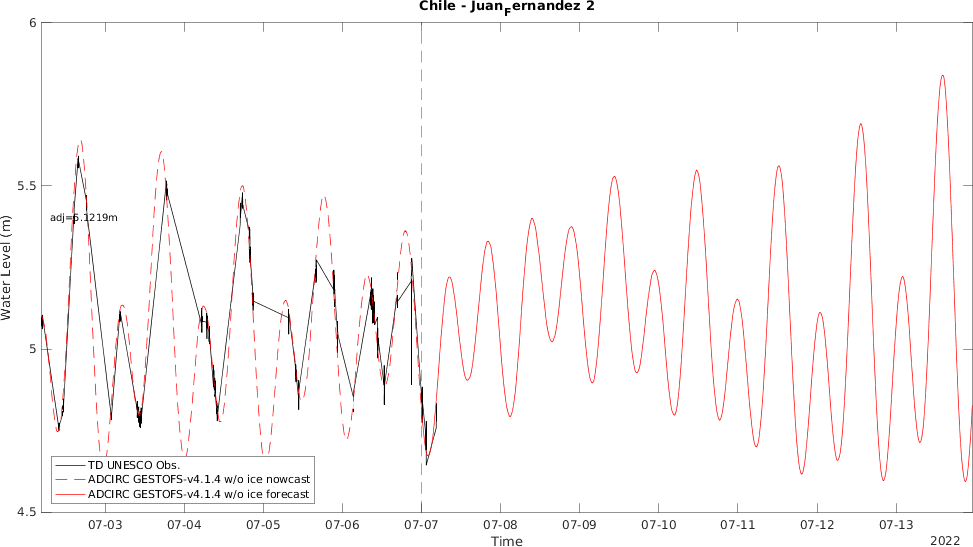 Chile - JuanFernandez 2
Water Level (m)
6
5.5
5
4.5
adj=5.1219m
TD UNESCO Obs.
ADCIRC GESTOFS-v4.1.4 w/o ice nowcast
ADCIRC GESTOFS-v4.1.4 w/o ice forecast
07-03 07-04 07-05 07-06 07-07 07-08 07-09 07-10 07-11 07-12 07-13
Time
2022